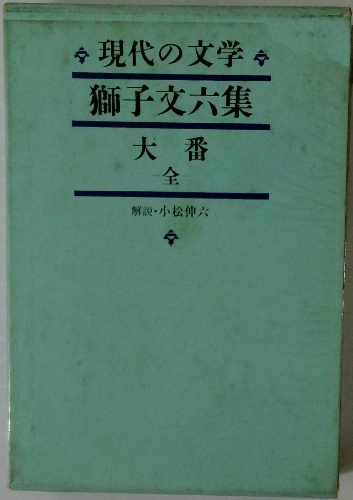 現代の文学
獅子文六集
大番
全
解説・小松伸六